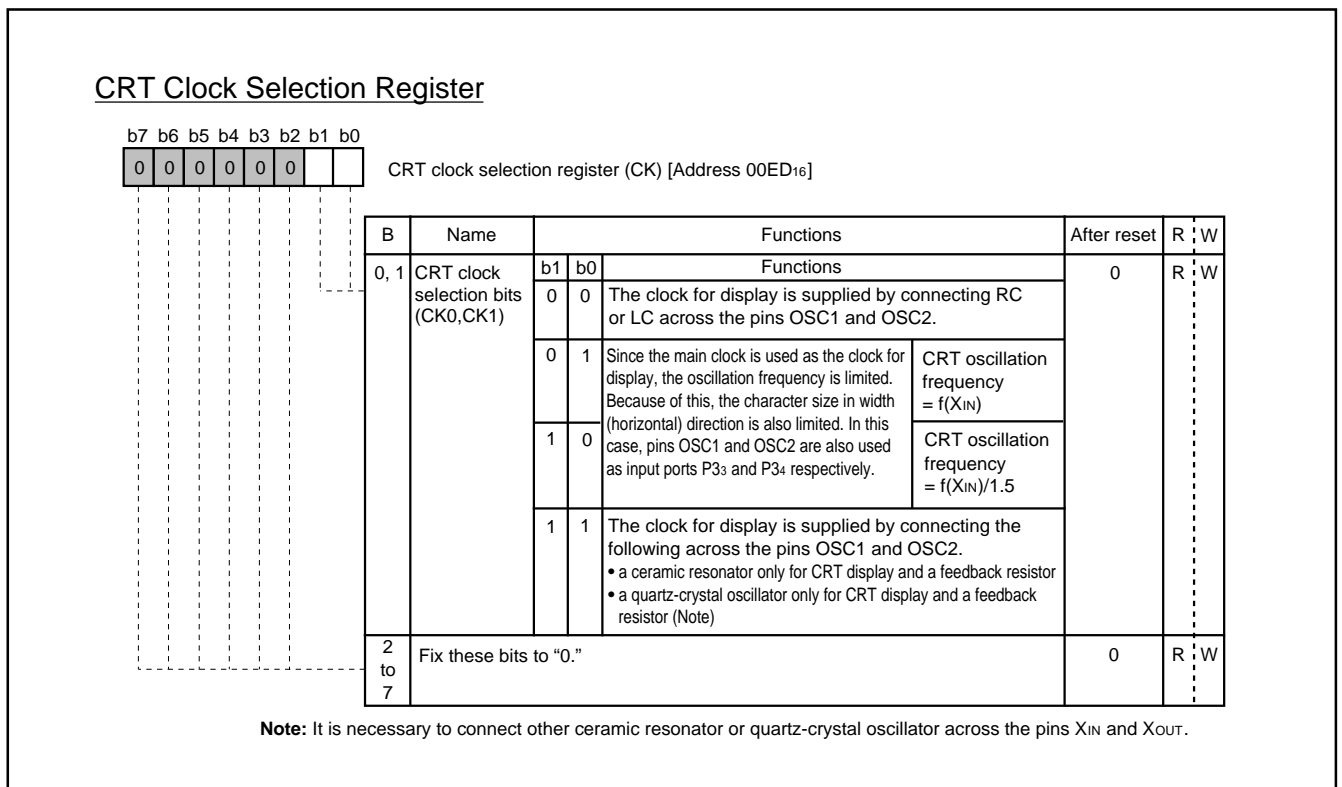 CRT Clock Selection Register
b7 b6 b5 b4 b3 b2 b1 b0
0 0 0 0 0 0
CRT clock selection register (CK) [Address 00ED16]
B Name Functions After reset R W
0, 1 CRT clock selection bits (CK0,CK1)
b1 b0 Functions
0 R W
0 0 The clock for display is supplied by connecting RC
or LC across the pins OSC1 and OSC2.
0 1 Since the main clock is used as the clock for
display, the oscillation frequency is limited.
Because of this, the character size in width
(horizontal) direction is also limited. In this
case, pins OSC1 and OSC2 are also used
as input ports P33 and P34 respectively.
CRT oscillation
frequency
= f(XIN)
1 0
CRT oscillation
frequency
= f(XIN)/1.5
1 1 The clock for display is supplied by connecting the
following across the pins OSC1 and OSC2.
• a ceramic resonator only for CRT display and a feedback resistor
• a quartz-crystal oscillator only for CRT display and a feedback
resistor (Note)
2
to
7
Fix these bits to “0.” 0 R W
Note: It is necessary to connect other ceramic resonator or quartz-crystal oscillator across the pins XIN and XOUT.